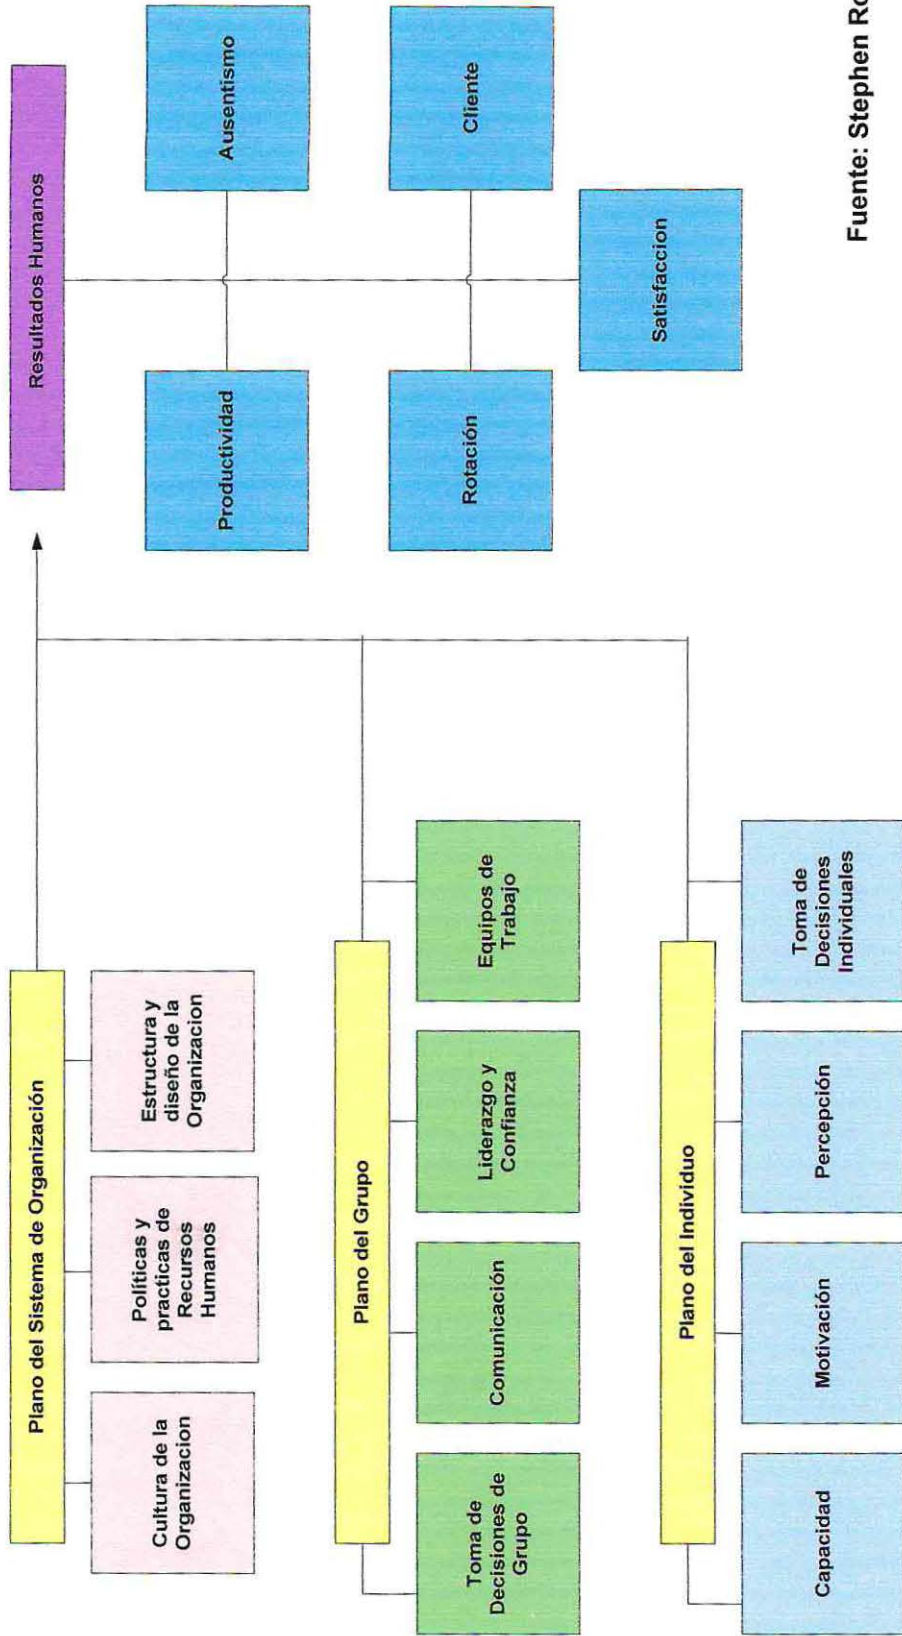 Plano del Sistema de Organización
Cultura de la
Organizacion
Políticas y
practicas de
Recursos
Humanos
Estructura y
diseño de la
Organizacion
Plano del Grupo
Toma de
Decisiones de
Grupo
Comunicación
Liderazgo y
Confianza
Equipos de
Trabajo
Plano del Individuo
Capacidad
Motivación
Percepción
Toma de
Decisiones
Individuales
Resultados Humanos
Productividad
Ausentismo
Rotación
Cliente
Satisfaccion
Fuente: Stephen Ro